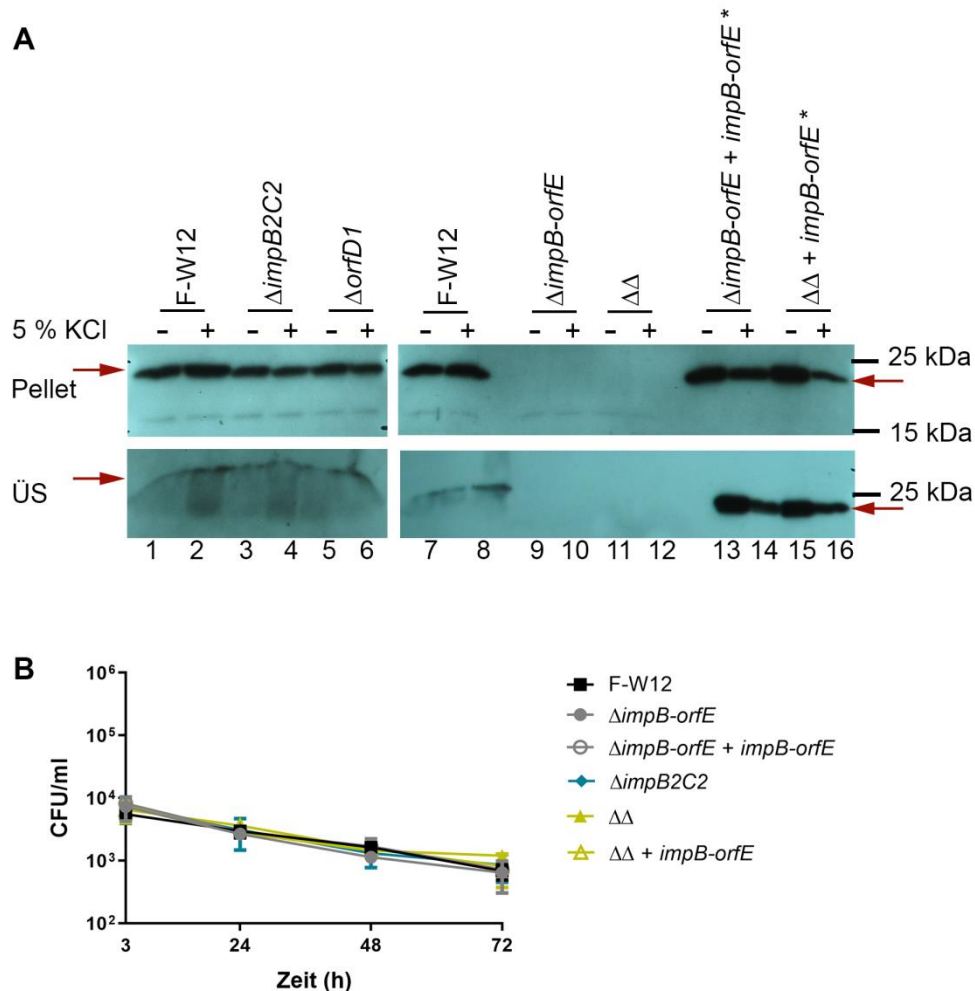 A
F-W12
ΔimpB2C2
ΔorfD1
F-W12
ΔimpB-orfE
ΔΔ
ΔimpB-orfE + impB-orfE *
ΔΔ + impB-orfE *
5 % KCl - + - + - + - + - + - + - + - +
Pellet
25 kDa
15 kDa
ÜS
25 kDa
1 2 3 4 5 6 7 8 9 10 11 12 13 14 15 16
B
CFU/ml
10⁶
10⁵
10⁴
10³
10²
3 24 48 72
Zeit (h)
F-W12
ΔimpB-orfE
ΔimpB-orfE + impB-orfE
ΔimpB2C2
ΔΔ
ΔΔ + impB-orfE